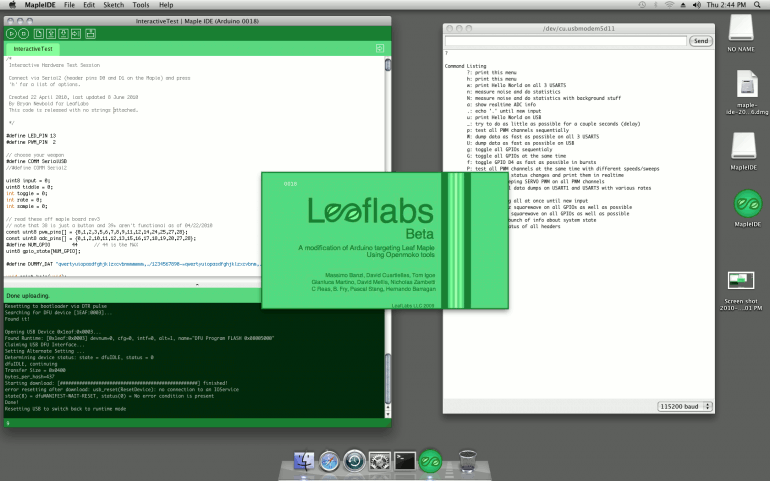 MapleIDE File Edit Sketch Tools Help
Thu 2:44 PM
InteractiveTest | Maple IDE (Arduino 0018)
InteractiveTest
/*
Interactive Hardware Test Session
Connect via Serial2 (header pins D0 and D1 on the Maple) and press
'h' for a list of options.
Created 22 April 2010, last updated 8 June 2010
By Bryan Newbold for LeafLabs
This code is released with no strings attached.
*/
#define LED_PIN 13
#define PWM_PIN 2
// choose your weapon
#define COMM SerialUSB
//#define COMM Serial2
uint8 input = 0;
uint8 tiddle = 0;
int toggle = 0;
int rate = 0;
int sample = 0;
// read these off maple board rev3
// note that 38 is just a button and 39+ aren't functional as of 04/22/2010
const uint8 pwm_pins[] = {0,1,2,3,5,6,7,8,9,11,12,14,24,25,27,28};
const uint8 adc_pins[] = {0,1,2,10,11,12,13,15,16,17,18,19,20,27,28};
#define NUM_GPIO 44 // 44 is the MAX
uint8 gpio_state[NUM_GPIO];
Done uploading.
Resetting to bootloader via DTR pulse
Searching for DFU device [1EAF:0003]...
Found it!
Opening USB Device 0x1eaf:0x0003...
Found Runtime: [0x1eaf:0x0003] devnum=0, cfg=0, intf=0, alt=1, name="DFU Program FLASH 0x08005000"
Claiming USB DFU Interface...
Setting Alternate Setting ...
Determining device status: state = dfuIDLE, status = 0
dfuIDLE, continuing
Transfer Size = 0x0400
bytes_per_hash=437
Starting download: [##################################################] finished!
error resetting after download: usb_reset(ResetDevice): no connection to an IOService
state(8) = dfuMANIFEST-WAIT-RESET, status(0) = No error condition is present
Done!
Resetting USB to switch back to runtime mode
0018
Leaflabs
Beta
A modification of Arduino targeting Leaf Maple
Using Openmoko tools
Massimo Banzi, David Cuartielles, Tom Igoe
Gianluca Martino, David Mellis, Nicholas Zambetti
C Reas, B. Fry, Pascal Stang, Hernando Barragan
LeafLabs LLC 2009
/dev/cu.usbmodem5d11
Send
?
Command Listing
?: print this menu
h: print this menu
w: print Hello World on all 3 USARTS
n: measure noise and do statistics
N: measure noise and do statistics with background stuff
a: show realtime ADC info
.: echo '.' until new input
u: print Hello World on USB
_: try to do as little as possible for a couple seconds (delay)
p: test all PWM channels sequentially
W: dump data as fast as possible on all 3 USARTS
U: dump data as fast as possible on USB
g: toggle all GPIOs sequentialy
G: toggle all GPIOs at the same time
f: toggle GPIO D4 as fast as possible in bursts
P: test all PWM channels at the same time with different speeds/sweeps
status changes and print them in realtime
eeping SERVO PWM on all PWM channels
data dumps on USART1 and USART3 with various rates
ng all at once until new input
squarewave on all GPIOs as well as possible
squarewave on all GPIOs as well as possible
bunch of info about system state
status of all headers
115200 baud
NO NAME
maple-
ide-20...6.dmg
MapleIDE
MapleIDE
Screen shot
2010-...01 PM